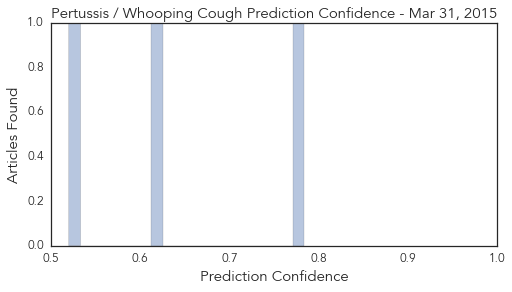 Pertussis / Whooping Cough Prediction Confidence - Mar 31, 2015
1.0
0.8
0.6
0.4
0.2
0.0
Articles Found
0.5 0.6 0.7 0.8 0.9 1.0
Prediction Confidence